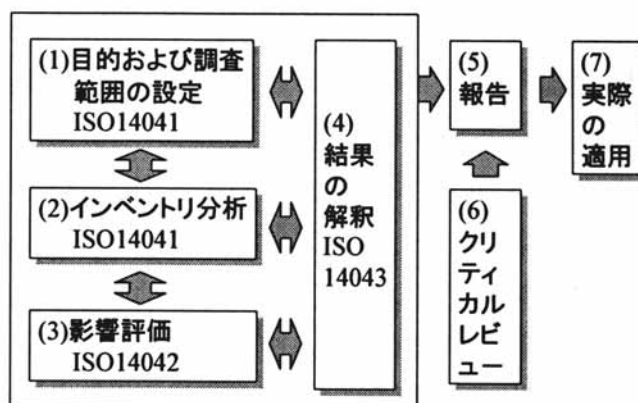 (1)目的および調査
範囲の設定
ISO14041
(2)インベントリ分析
ISO14041
(3)影響評価
ISO14042
(4)
結果
の
解釈
ISO
14043
(5)
報告
(6)
クリ
ティ
カル
レビ
ュー
(7)
実際
の
適用